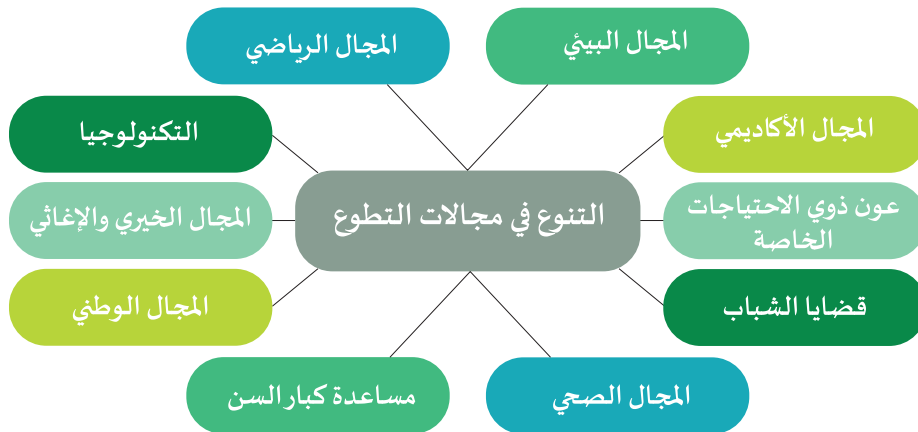 المجال البيئي
المجال الرياضي
المجال الأكاديمي
التكنولوجيا
عون ذوي الاحتياجات
الخاصة
التنوع في مجالات التطوع
المجال الخيري والإغاثي
قضايا الشباب
المجال الوطني
المجال الصحي
مساعدة كبار السن